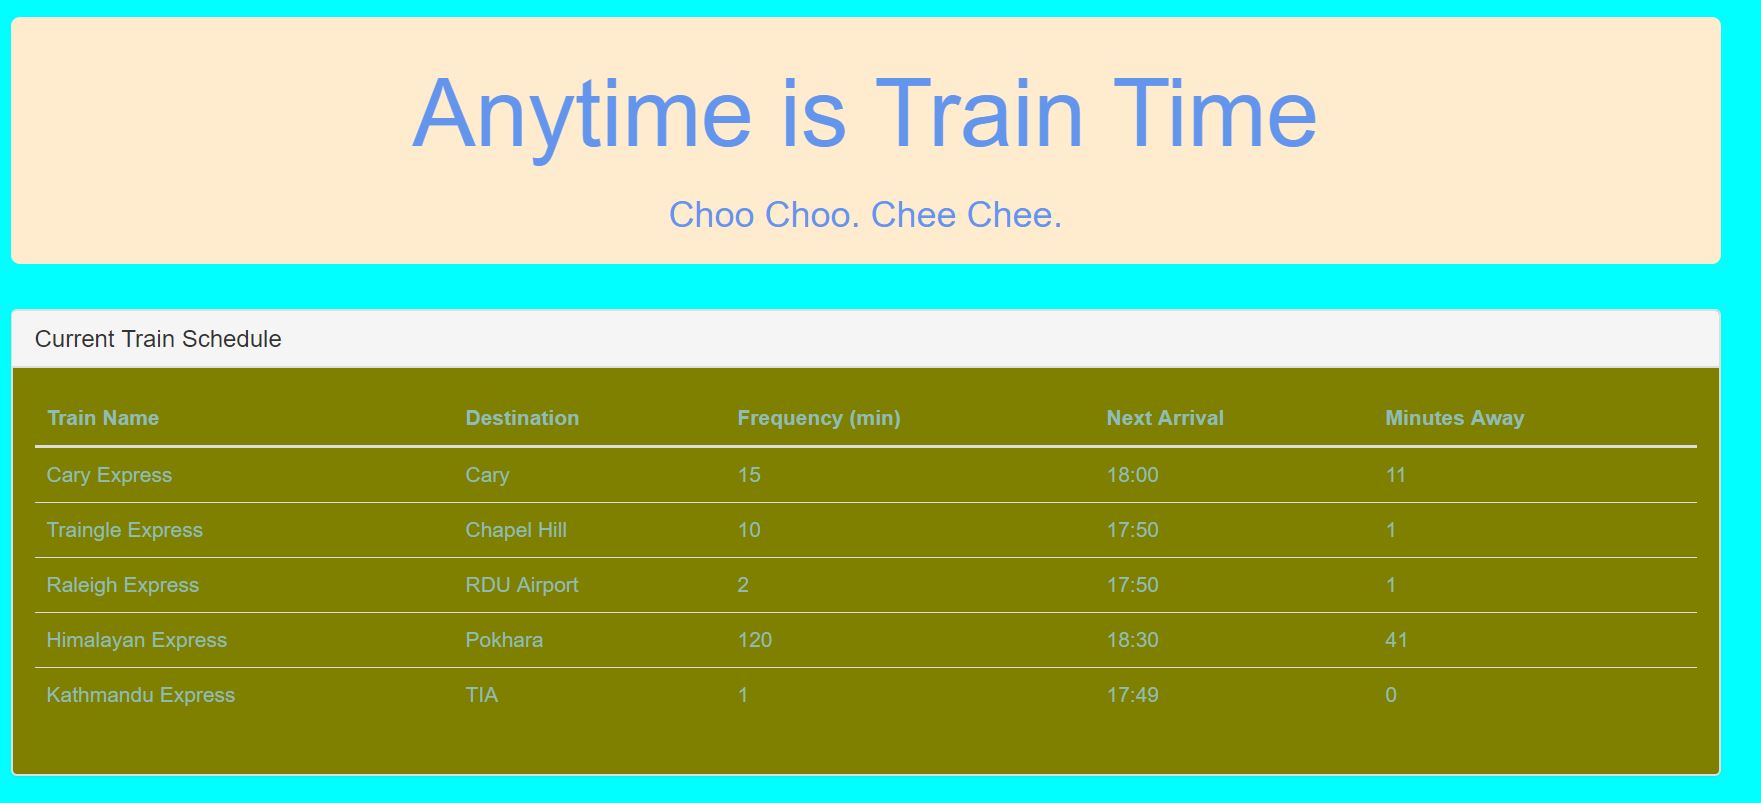 Anytime is Train Time
Choo Choo. Chee Chee.
Current Train Schedule
Train Name Destination Frequency (min) Next Arrival Minutes Away
Cary Express Cary 15 18:00 11
Traingle Express Chapel Hill 10 17:50 1
Raleigh Express RDU Airport 2 17:50 1
Himalayan Express Pokhara 120 18:30 41
Kathmandu Express TIA 1 17:49 0